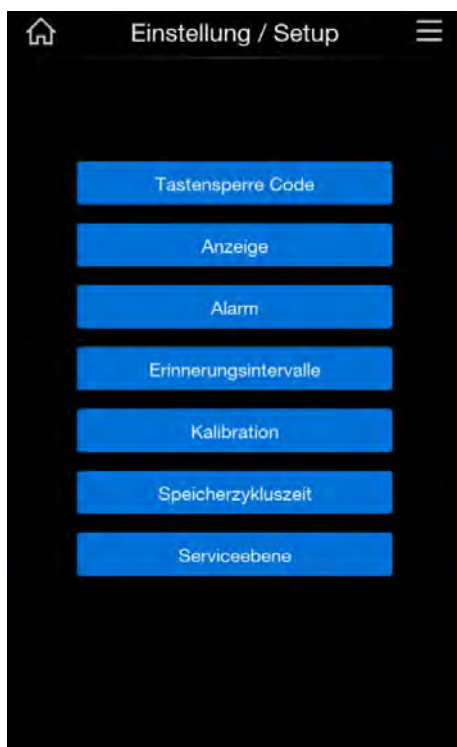 Einstellung / Setup
Tastensperre Code
Anzeige
Alarm
Erinnerungsintervalle
Kalibration
Speicherzykluszeit
Serviceebene